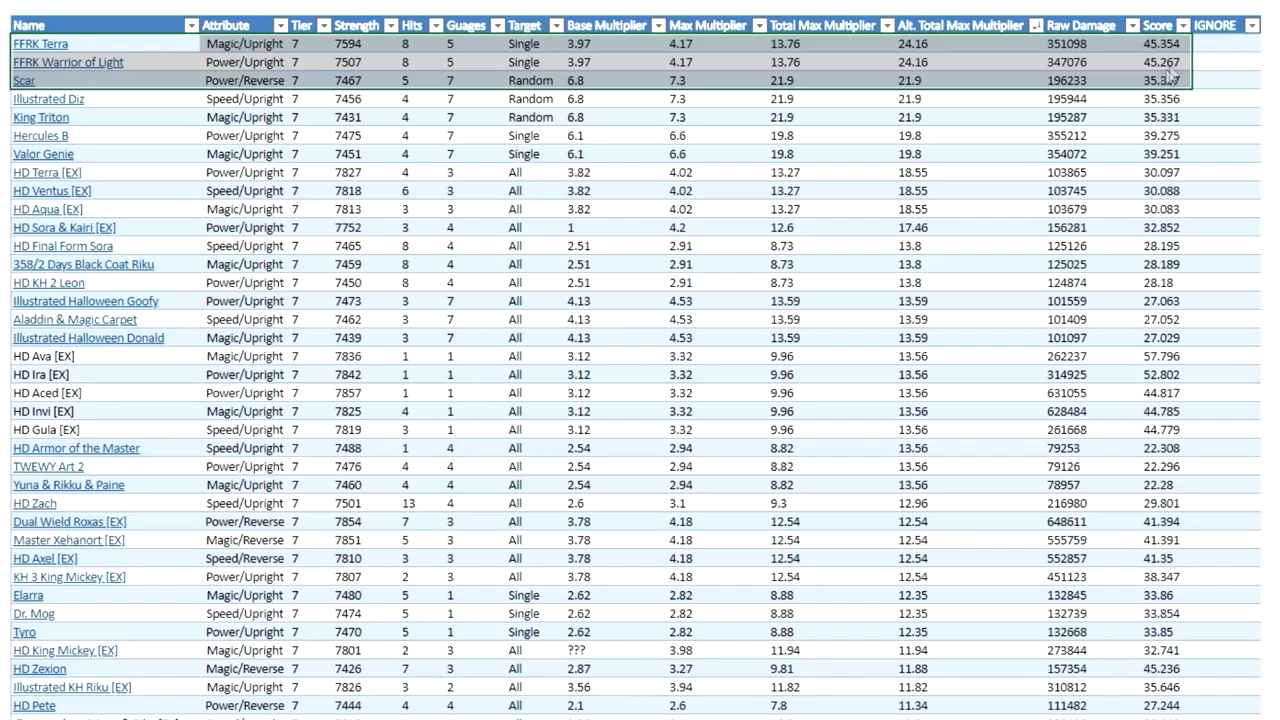 Name Attribute Tier Strength Hits Guages Target Base Multiplier Max Multiplier Total Max Multiplier Alt. Total Max Multiplier Raw Damage Score IGNORE
FFRK Terra Magic/Upright 7 7594 8 5 Single 3.97 4.17 13.76 24.16 351098 45.354
FFRK Warrior of Light Power/Upright 7 7507 8 5 Single 3.97 4.17 13.76 24.16 347076 45.267
Scar Power/Reverse 7 7467 5 7 Random 6.8 7.3 21.9 21.9 196233
Illustrated Diz Speed/Upright 7 7456 4 7 Random 6.8 7.3 21.9 21.9 195944 35.356
King Triton Magic/Upright 7 7431 4 7 Random 6.8 7.3 21.9 21.9 195287 35.331
Hercules B Power/Upright 7 7475 4 7 Single 6.1 6.6 19.8 19.8 355212 39.275
Valor Genie Magic/Upright 7 7451 4 7 Single 6.1 6.6 19.8 19.8 354072 39.251
HD Terra [EX] Power/Upright 7 7827 4 3 All 3.82 4.02 13.27 18.55 103865 30.097
HD Ventus [EX] Speed/Upright 7 7818 6 3 All 3.82 4.02 13.27 18.55 103745 30.088
HD Aqua [EX] Magic/Upright 7 7813 3 3 All 3.82 4.02 13.27 18.55 103679 30.083
HD Sora & Kairi [EX] Power/Upright 7 7752 3 4 All 1 4.2 12.6 17.46 156281 32.852
HD Final Form Sora Speed/Upright 7 7465 8 4 All 2.51 2.91 8.73 13.8 125126 28.195
358/2 Days Black Coat Riku Magic/Upright 7 7459 8 4 All 2.51 2.91 8.73 13.8 125025 28.189
HD KH 2 Leon Power/Upright 7 7450 8 4 All 2.51 2.91 8.73 13.8 124874 28.18
Illustrated Halloween Goofy Power/Upright 7 7473 3 7 All 4.13 4.53 13.59 13.59 101559 27.063
Aladdin & Magic Carpet Speed/Upright 7 7462 3 7 All 4.13 4.53 13.59 13.59 101409 27.052
Illustrated Halloween Donald Magic/Upright 7 7439 3 7 All 4.13 4.53 13.59 13.59 101097 27.029
HD Ava [EX] Magic/Upright 7 7836 1 1 All 3.12 3.32 9.96 13.56 262237 57.796
HD Ira [EX] Power/Upright 7 7842 1 1 All 3.12 3.32 9.96 13.56 314925 52.802
HD Aced [EX] Power/Upright 7 7857 1 1 All 3.12 3.32 9.96 13.56 631055 44.817
HD Invi [EX] Magic/Upright 7 7825 4 1 All 3.12 3.32 9.96 13.56 628484 44.785
HD Gula [EX] Speed/Upright 7 7819 3 1 All 3.12 3.32 9.96 13.56 261668 44.779
HD Armor of the Master Speed/Upright 7 7488 1 4 All 2.54 2.94 8.82 13.56 79253 22.308
TWEWY Art 2 Power/Upright 7 7476 4 4 All 2.54 2.94 8.82 13.56 79126 22.296
Yuna & Rikku & Paine Magic/Upright 7 7460 4 4 All 2.54 2.94 8.82 13.56 78957 22.28
HD Zach Speed/Upright 7 7501 13 4 All 2.6 3.1 9.3 12.96 216980 29.801
Dual Wield Roxas [EX] Power/Reverse 7 7854 7 3 All 3.78 4.18 12.54 12.54 648611 41.394
Master Xehanort [EX] Magic/Reverse 7 7851 5 3 All 3.78 4.18 12.54 12.54 555759 41.391
HD Axel [EX] Speed/Reverse 7 7810 3 3 All 3.78 4.18 12.54 12.54 552857 41.35
KH 3 King Mickey [EX] Power/Upright 7 7807 2 3 All 3.78 4.18 12.54 12.54 451123 38.347
Elarra Magic/Upright 7 7480 5 1 Single 2.62 2.82 8.88 12.35 132845 33.86
Dr. Mog Speed/Upright 7 7474 5 1 Single 2.62 2.82 8.88 12.35 132739 33.854
Tyro Power/Upright 7 7470 5 1 Single 2.62 2.82 8.88 12.35 132668 33.85
HD King Mickey [EX] Magic/Upright 7 7801 2 3 All ??? 3.98 11.94 11.94 273844 32.741
HD Zexion Magic/Reverse 7 7426 7 3 All 2.87 3.27 9.81 11.88 157354 45.236
Illustrated KH Riku [EX] Magic/Upright 7 7826 3 2 All 3.56 3.94 11.82 11.82 310812 35.646
HD Pete Power/Reverse 7 7444 4 4 All 2.1 2.6 7.8 11.34 111482 27.244